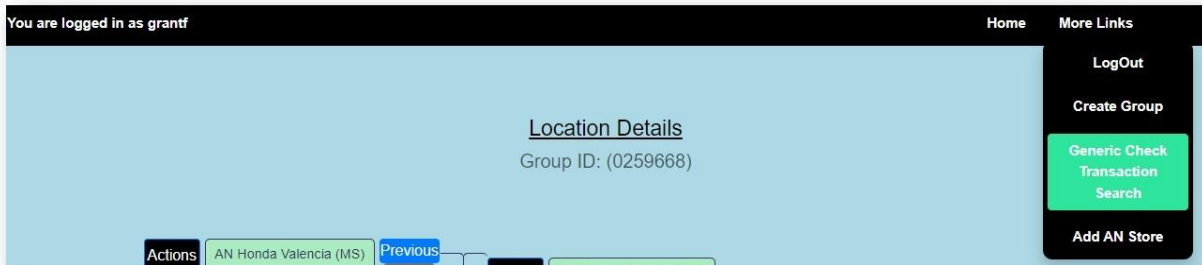 You are logged in as grantf Home More Links
LogOut
Create Group
Location Details
Generic Check
Group ID: (0259668)
Transaction
Search
Add AN Store
Actions AN Honda Valencia (MS) Previous